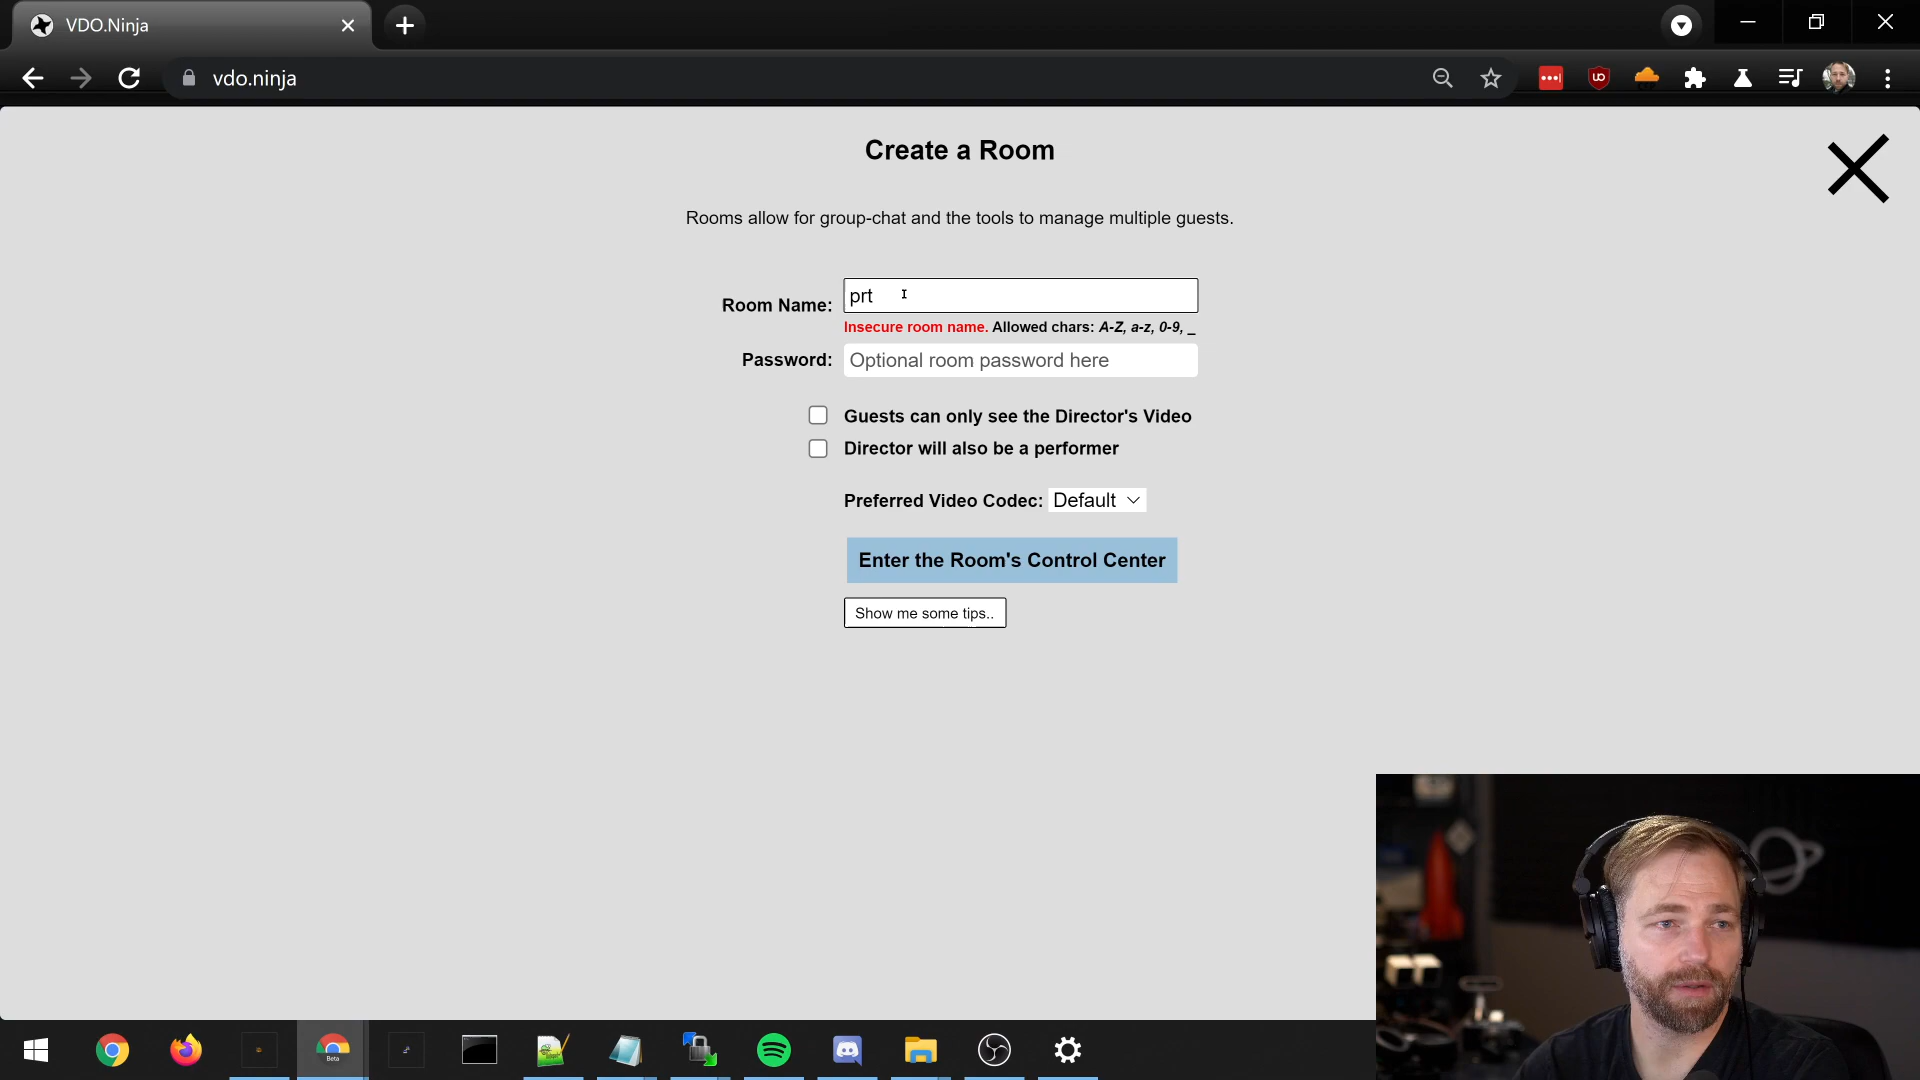 VDO.Ninja
vdo.ninja
Create a Room
Rooms allow for group-chat and the tools to manage multiple guests.
Room Name: prt
Insecure room name. Allowed chars: A-Z, a-z, 0-9, _
Password: Optional room password here
Guests can only see the Director's Video
Director will also be a performer
Preferred Video Codec: Default
Enter the Room's Control Center
Show me some tips..
Beta